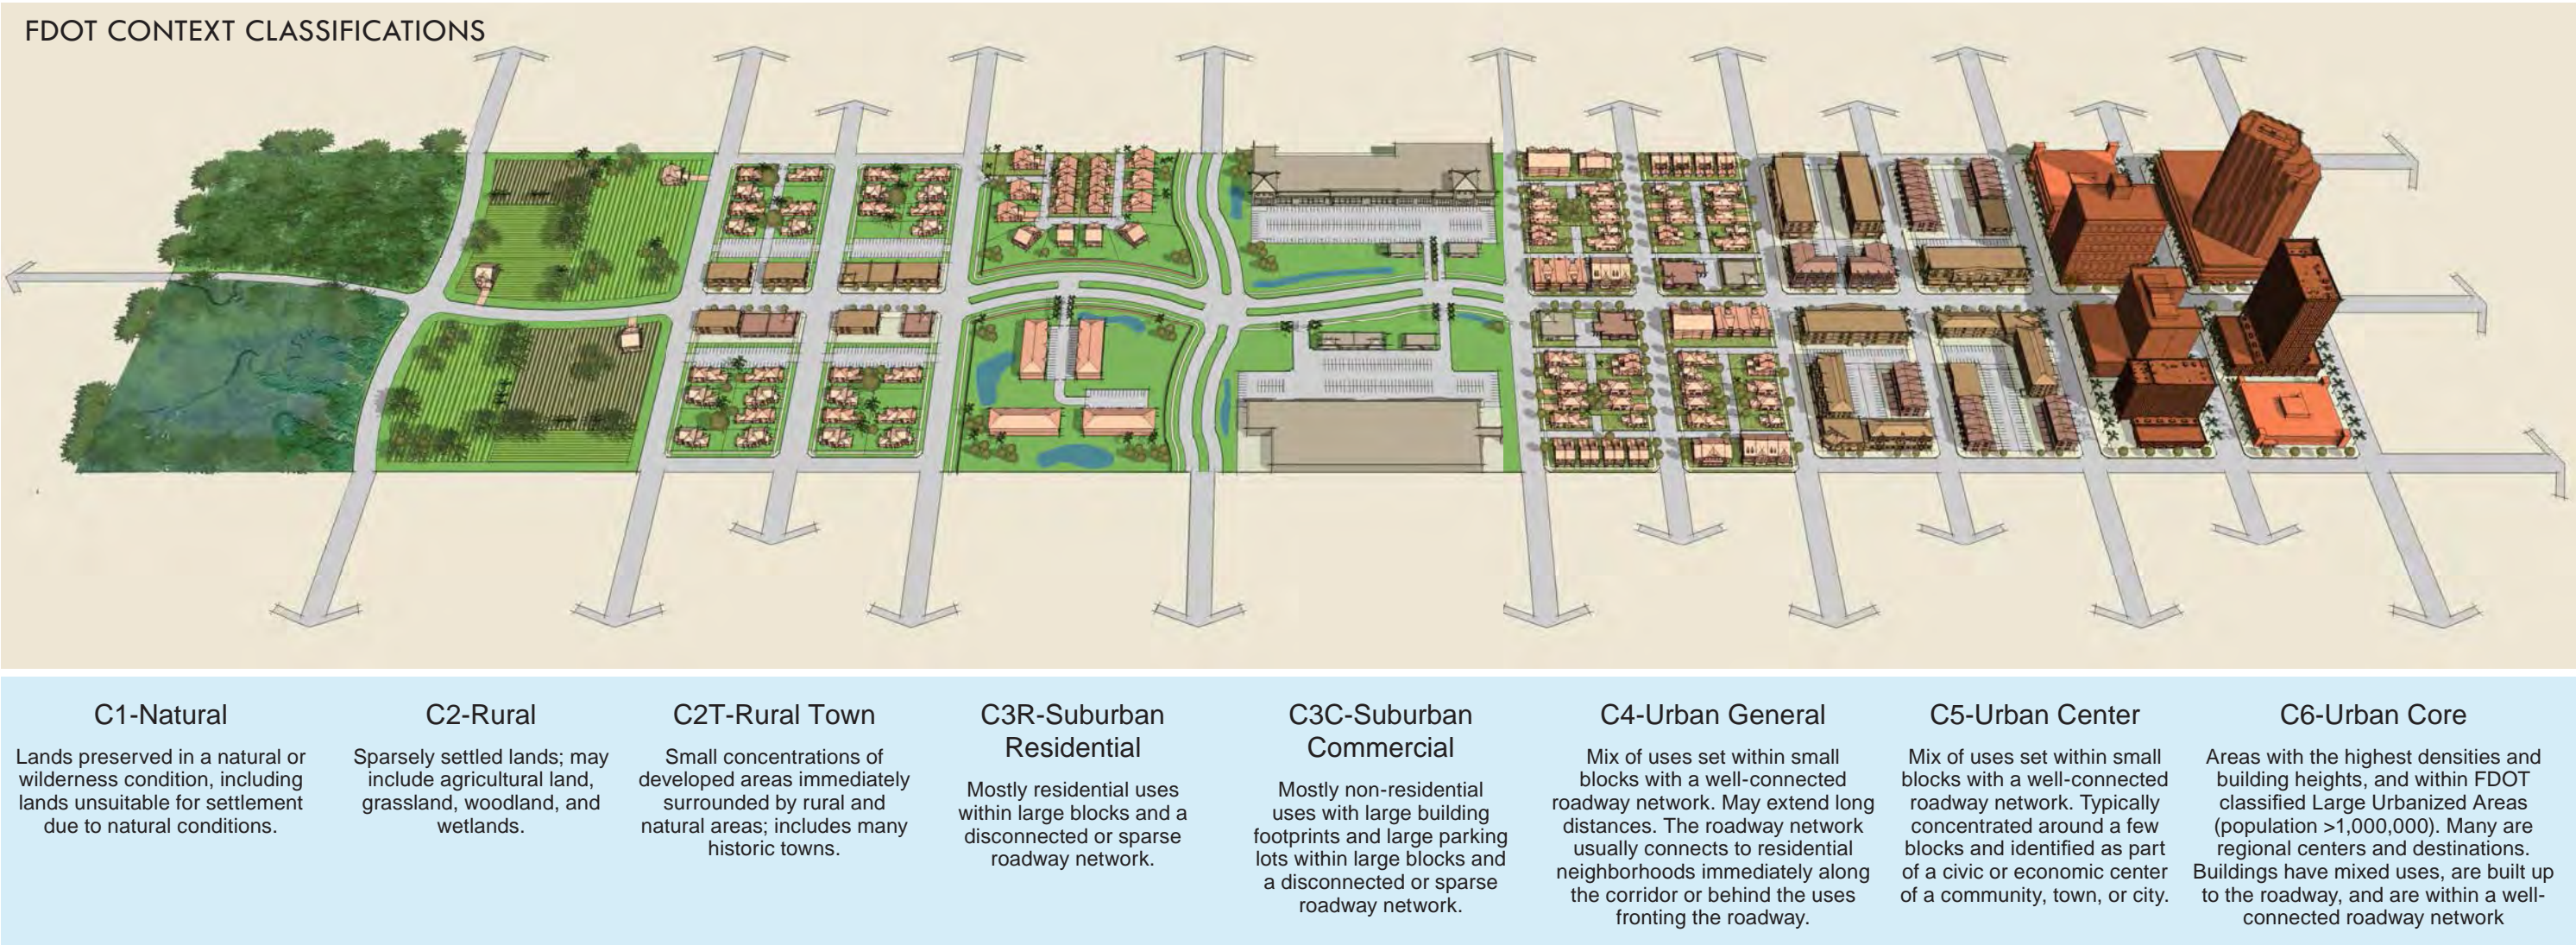 FDOT CONTEXT CLASSIFICATIONS
C1-Natural
Lands preserved in a natural or
wilderness condition, including
lands unsuitable for settlement
due to natural conditions.
C2-Rural
Sparsely settled lands; may
include agricultural land,
grassland, woodland, and
wetlands.
C2T-Rural Town
Small concentrations of
developed areas immediately
surrounded by rural and
natural areas; includes many
historic towns.
C3R-Suburban
Residential
Mostly residential uses
within large blocks and a
disconnected or sparse
roadway network.
C3C-Suburban
Commercial
Mostly non-residential
uses with large building
footprints and large parking
lots within large blocks and
a disconnected or sparse
roadway network.
C4-Urban General
Mix of uses set within small
blocks with a well-connected
roadway network. May extend long
distances. The roadway network
usually connects to residential
neighborhoods immediately along
the corridor or behind the uses
fronting the roadway.
C5-Urban Center
Mix of uses set within small
blocks with a well-connected
roadway network. Typically
concentrated around a few
blocks and identified as part
of a civic or economic center
of a community, town, or city.
C6-Urban Core
Areas with the highest densities and
building heights, and within FDOT
classified Large Urbanized Areas
(population >1,000,000). Many are
regional centers and destinations.
Buildings have mixed uses, are built up
to the roadway, and are within a well-
connected roadway network